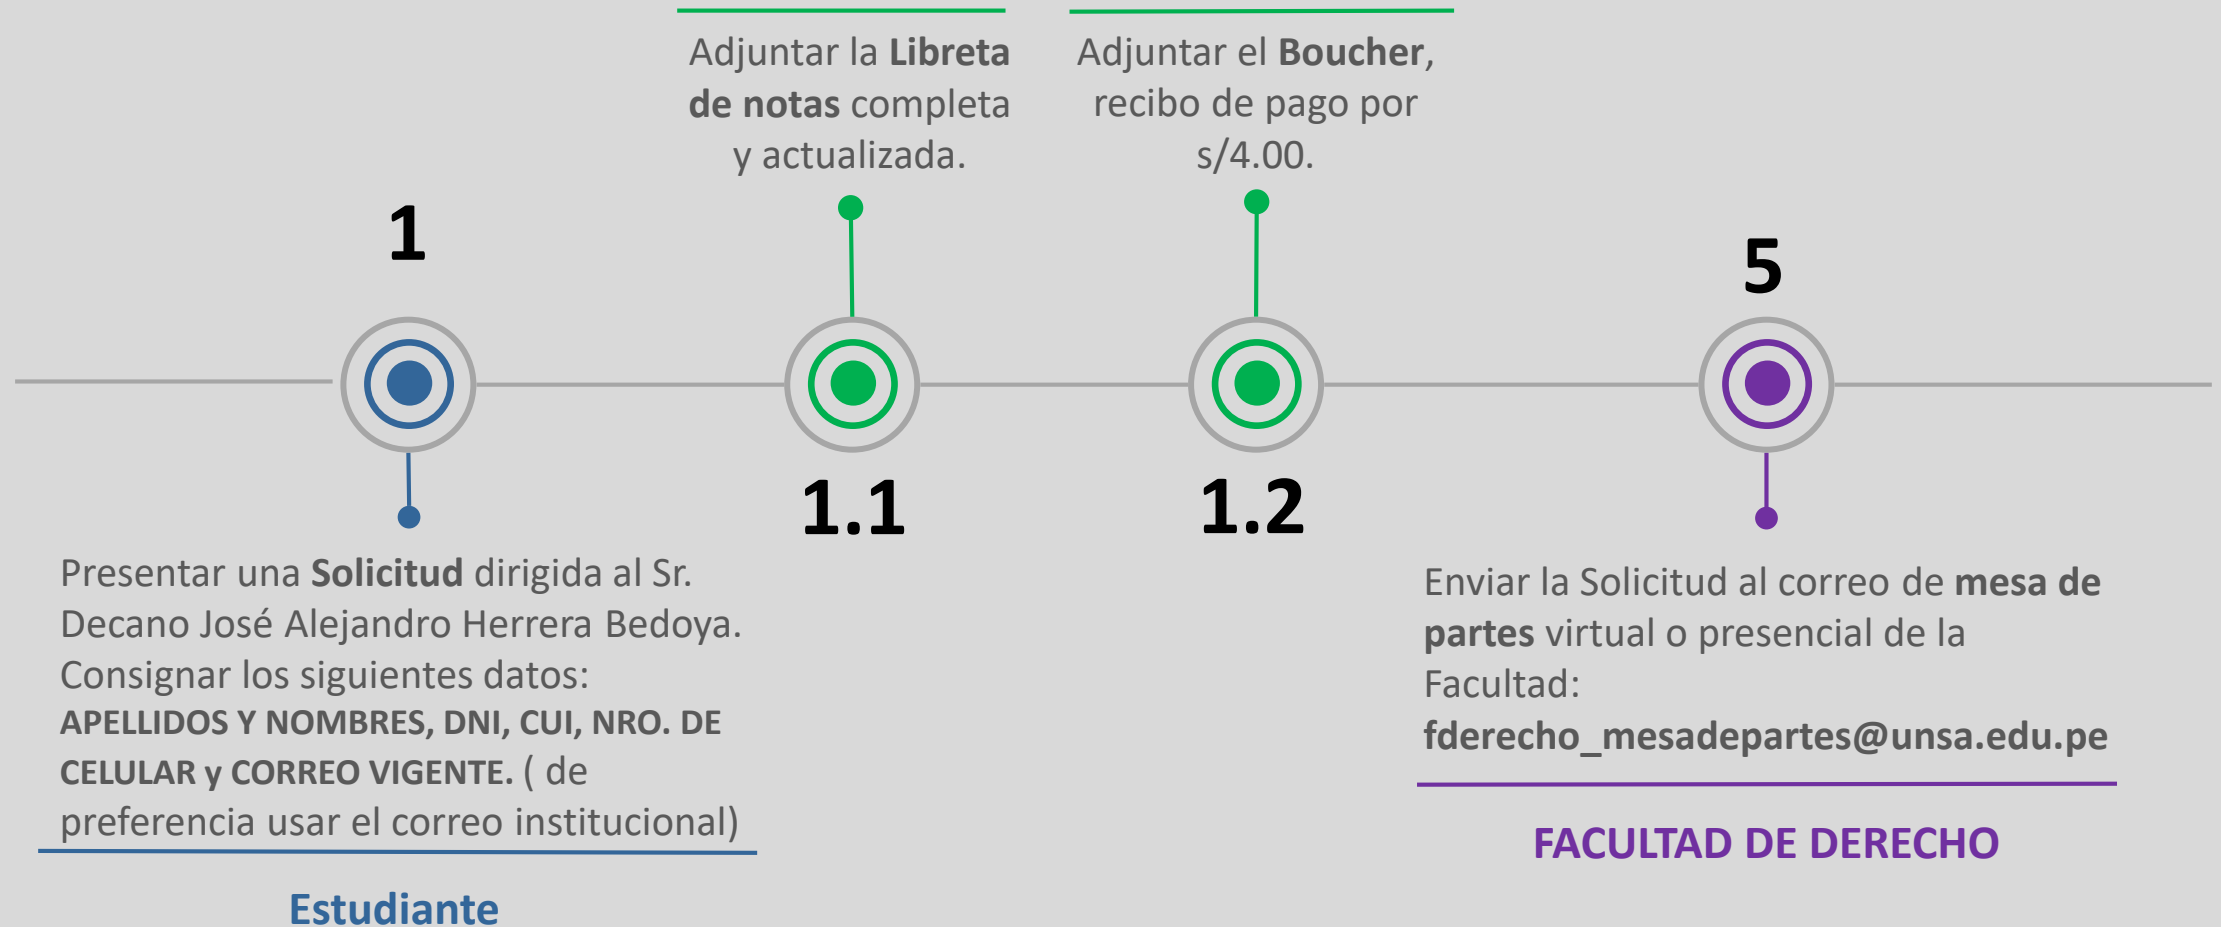 1
Presentar una Solicitud dirigida al Sr.
Decano José Alejandro Herrera Bedoya.
Consignar los siguientes datos:
APELLIDOS Y NOMBRES, DNI, CUI, NRO. DE
CELULAR y CORREO VIGENTE. ( de
preferencia usar el correo institucional)
Estudiante
Adjuntar la Libreta
de notas completa
y actualizada.
1.1
Adjuntar el Boucher,
recibo de pago por
s/4.00.
1.2
5
Enviar la Solicitud al correo de mesa de
partes virtual o presencial de la
Facultad:
fderecho_mesadepartes@unsa.edu.pe
FACULTAD DE DERECHO